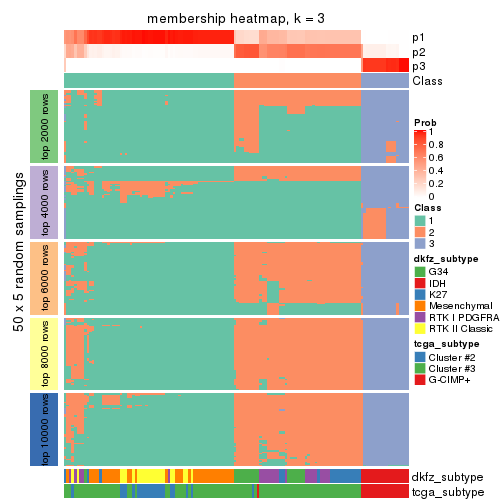 membership heatmap, k = 3
p1
p2
p3
Class
50 x 5 random samplings
top 2000 rows
top 4000 rows
top 6000 rows
top 8000 rows
top 10000 rows
Prob
1
0.8
0.6
0.4
0.2
0
Class
1
2
3
dkfz_subtype
G34
IDH
K27
Mesenchymal
RTK I PDGFRA
RTK II Classic
tcga_subtype
Cluster #2
Cluster #3
G-CIMP+
dkfz_subtype
tcga_subtype